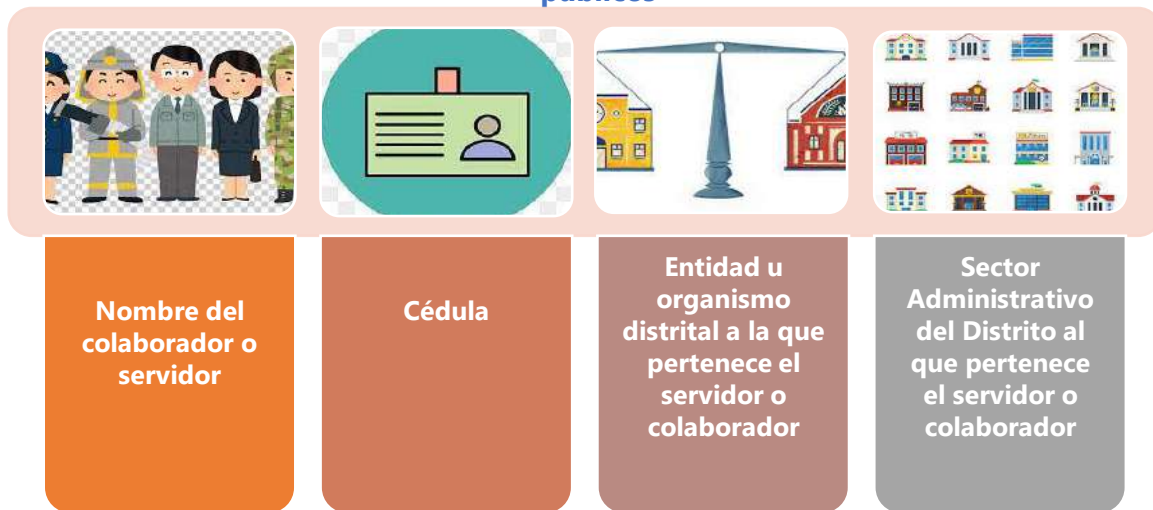 públicos
Nombre del
colaborador o
servidor
Cédula
Entidad u
organismo
distrital a la que
pertenece el
servidor o
colaborador
Sector
Administrativo
del Distrito al
que pertenece
el servidor o
colaborador